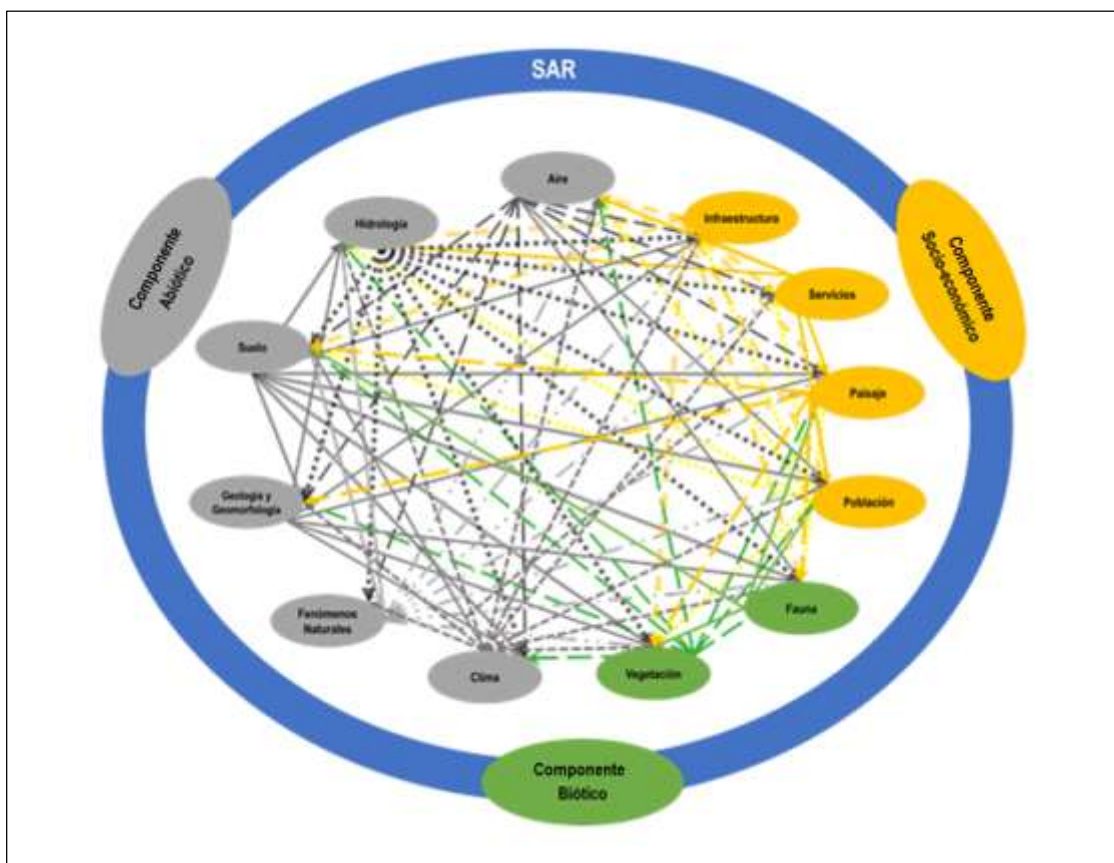 SAR
Aire
Hidrología
Infraestructura
Componente
Abiótico
Componente
Socio-económico
Servicios
Suelo
Paisaje
Geología y
Geomorfología
Población
Fenómenos
Naturales
Fauna
Clima
Vegetación
Componente
Biótico